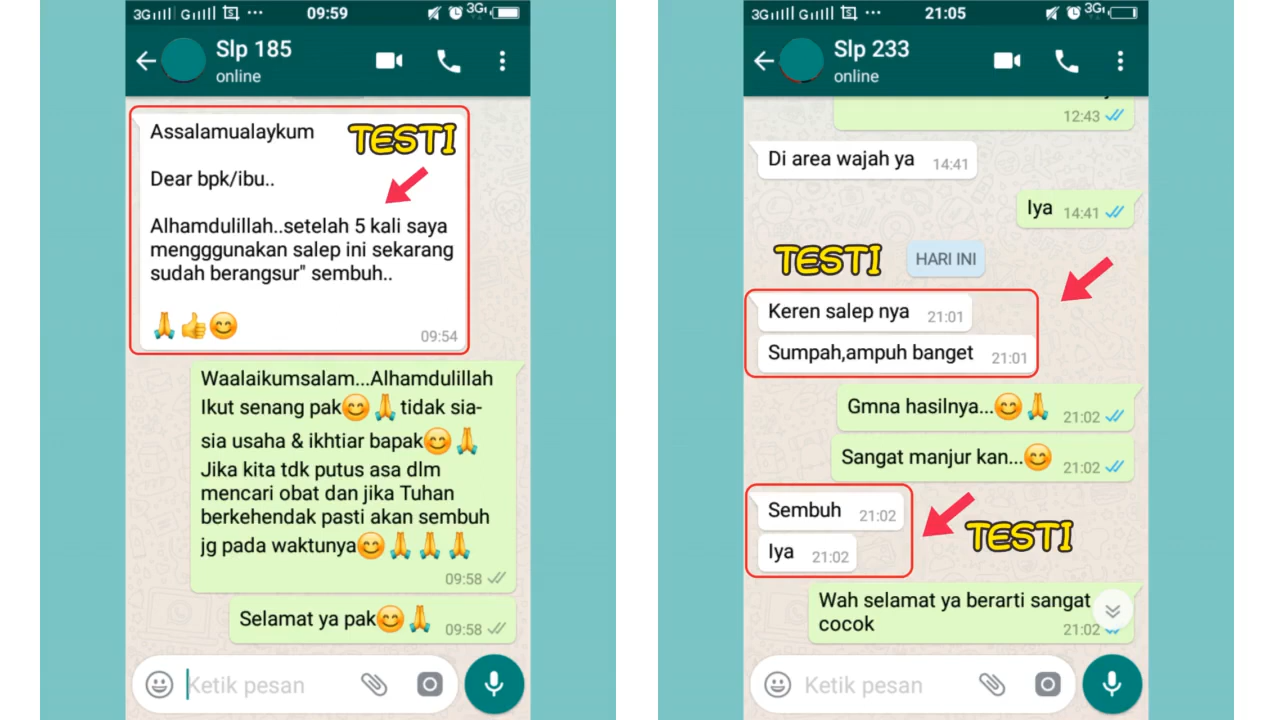 3G G ... 09:59 3G
Slp 185
online
Assalamualaykum
TESTI
Dear bpk/ibu..
Alhamdulillah..setelah 5 kali saya
mengggunakan salep ini sekarang
sudah berangsur" sembuh..
🙏👍😊
09:54
Waalaikumsalam...Alhamdulillah
Ikut senang pak😊🙏tidak sia-
sia usaha & ikhtiar bapak😊🙏
Jika kita tdk putus asa dlm
mencari obat dan jika Tuhan
berkehendak pasti akan sembuh
jg pada waktunya😊🙏🙏🙏
09:58
Selamat ya pak😊🙏 09:58
Ketik pesan
3G G ... 21:05 3G
Slp 233
online
12:43
Di area wajah ya 14:41
Iya 14:41
TESTI
HARI INI
Keren salep nya 21:01
Sumpah,ampuh banget 21:01
Gmna hasilnya...😊🙏 21:02
Sangat manjur kan...😊 21:02
Sembuh 21:02
TESTI
Iya 21:02
Wah selamat ya berarti sangat
cocok 21:02
Ketik pesan